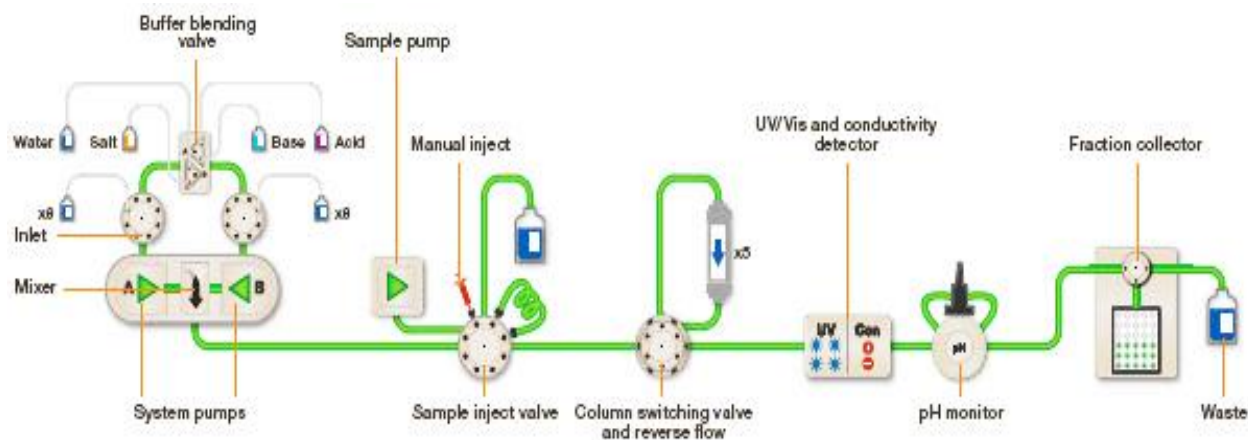 Buffer blending
valve
Sample pump
Water
Salt
Base
Acid
Manual inject
UV/Vis and conductivity
detector
Fraction collector
x8
x8
Inlet
x5
Mixer
A
B
UV
Con
pH
System pumps
Sample inject valve
Column switching valve
and reverse flow
pH monitor
Waste